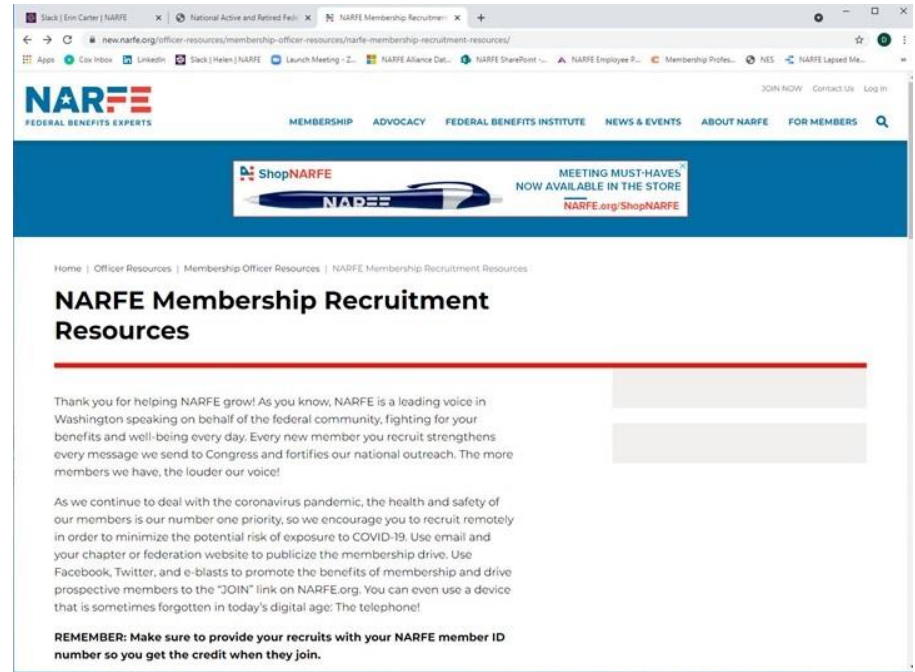 Slack | Erin Carter | NARFE
National Active and Retired Fede
NARFE Membership Recruitmen
new.narfe.org/officer-resources/membership-officer-resources/narfe-membership-recruitment-resources/
D
Apps Cox Inbox LinkedIn Slack | Helen | NARFE Launch Meeting - Z... NARFE Alliance Dat... NARFE SharePoint -... NARFE Employee P... Membership Profes... NES NARFE Lapsed Me... »
JOIN NOW Contact Us Log In
NARFE
FEDERAL BENEFITS EXPERTS
MEMBERSHIP ADVOCACY FEDERAL BENEFITS INSTITUTE NEWS & EVENTS ABOUT NARFE FOR MEMBERS
ShopNARFE
NARFE
MEETING MUST-HAVES
NOW AVAILABLE IN THE STORE
NARFE.org/ShopNARFE
Home | Officer Resources | Membership Officer Resources | NARFE Membership Recruitment Resources
NARFE Membership Recruitment
Resources
Thank you for helping NARFE grow! As you know, NARFE is a leading voice in
Washington speaking on behalf of the federal community, fighting for your
benefits and well-being every day. Every new member you recruit strengthens
every message we send to Congress and fortifies our national outreach. The more
members we have, the louder our voice!
As we continue to deal with the coronavirus pandemic, the health and safety of
our members is our number one priority, so we encourage you to recruit remotely
in order to minimize the potential risk of exposure to COVID-19. Use email and
your chapter or federation website to publicize the membership drive. Use
Facebook, Twitter, and e-blasts to promote the benefits of membership and drive
prospective members to the "JOIN" link on NARFE.org. You can even use a device
that is sometimes forgotten in today's digital age: The telephone!
REMEMBER: Make sure to provide your recruits with your NARFE member ID
number so you get the credit when they join.